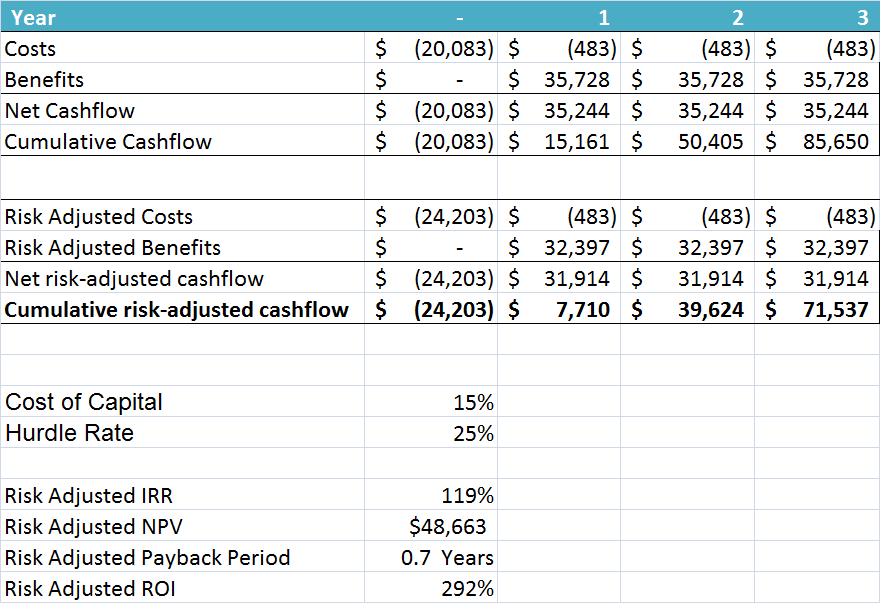 Year - 1 2 3
Costs $ (20,083) $ (483) $ (483) $ (483)
Benefits $ - $ 35,728 $ 35,728 $ 35,728
Net Cashflow $ (20,083) $ 35,244 $ 35,244 $ 35,244
Cumulative Cashflow $ (20,083) $ 15,161 $ 50,405 $ 85,650
Risk Adjusted Costs $ (24,203) $ (483) $ (483) $ (483)
Risk Adjusted Benefits $ - $ 32,397 $ 32,397 $ 32,397
Net risk-adjusted cashflow $ (24,203) $ 31,914 $ 31,914 $ 31,914
Cumulative risk-adjusted cashflow $ (24,203) $ 7,710 $ 39,624 $ 71,537
Cost of Capital 15%
Hurdle Rate 25%
Risk Adjusted IRR 119%
Risk Adjusted NPV $48,663
Risk Adjusted Payback Period 0.7 Years
Risk Adjusted ROI 292%